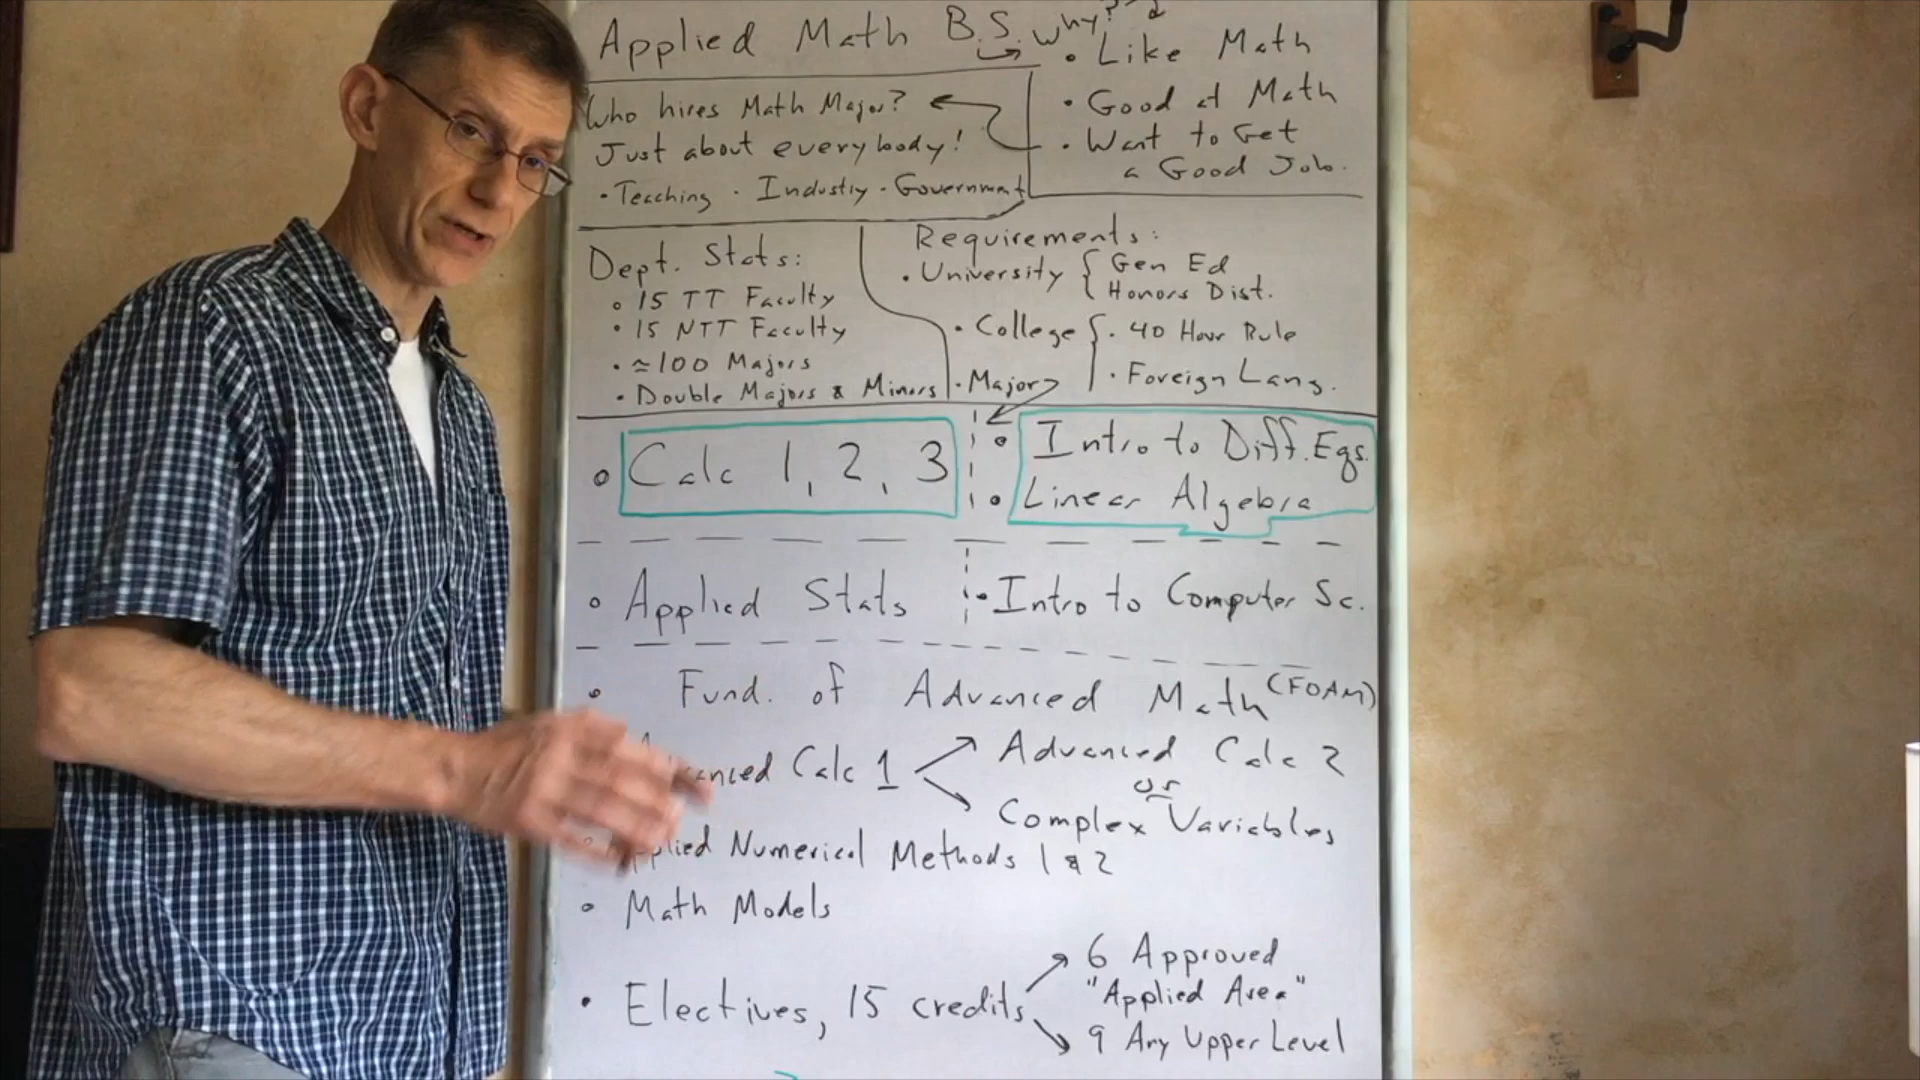 Applied Math B.S. why?
• Like Math
• Good at Math
• Want to Get
a Good Job.
Who hires Math Major?
Just about everybody!
• Teaching • Industry • Government
Dept. Stats:
• 15 TT Faculty
• 15 NTT Faculty
• ≈100 Majors
• Double Majors & Minors
Requirements:
• University { Gen Ed
Honors Dist.
• College { • 40 Hour Rule
• Foreign Lang.
• Major
• Calc 1, 2, 3
• Intro to Diff. Eqs.
• Linear Algebra
• Applied Stats
• Intro to Computer Sc.
• Fund. of Advanced Math (FOAM)
Calc 1
Advanced Calc 2
or
Complex Variables
Numerical Methods 1 & 2
• Math Models
• Electives, 15 credits
6 Approved
"Applied Area"
9 Any Upper Level